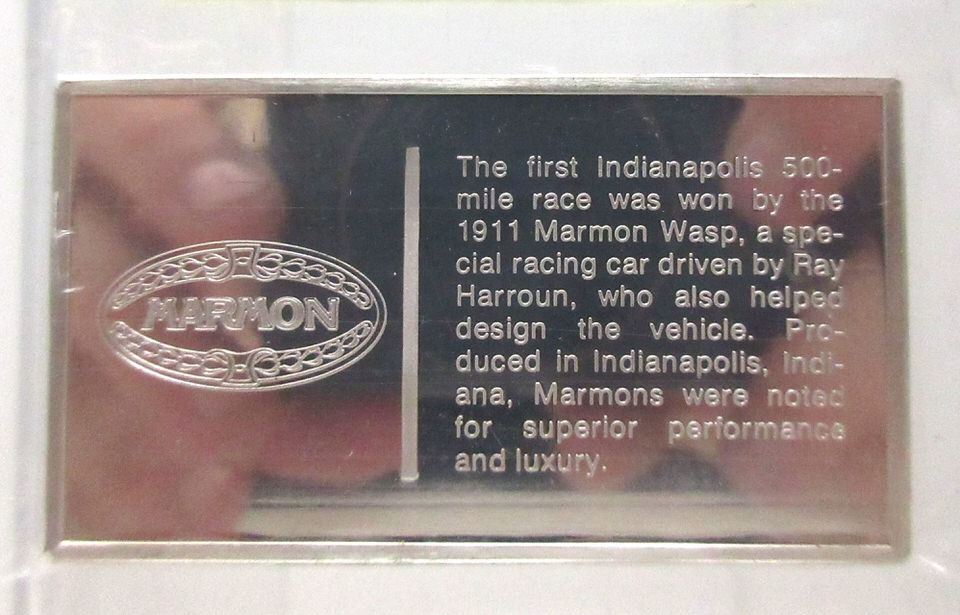 MARMON
The first Indianapolis 500-
mile race was won by the
1911 Marmon Wasp, a spe-
cial racing car driven by Ray
Harroun, who also helped
design the vehicle. Pro-
duced in Indianapolis, Indi-
ana, Marmons were noted
for superior performance
and luxury.